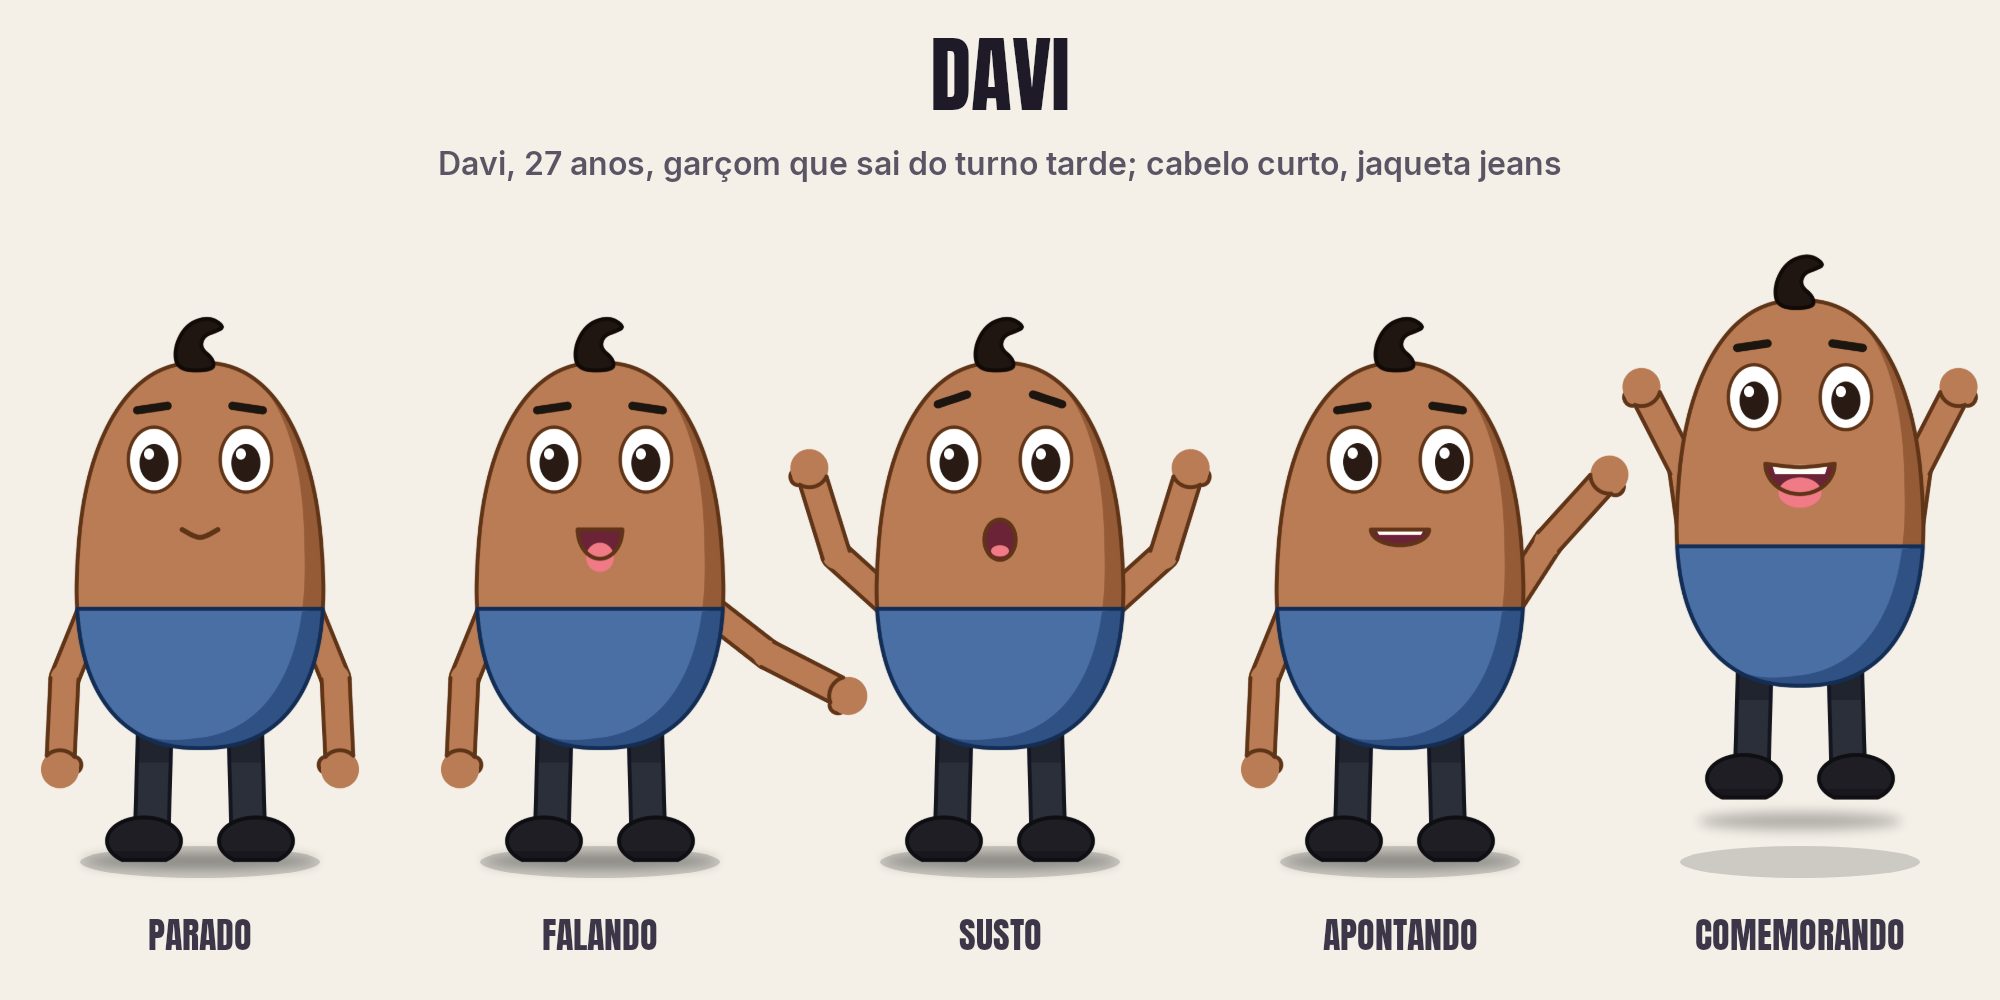 DAVI
Davi, 27 anos, garçom que sai do turno tarde; cabelo curto, jaqueta jeans
PARADO
FALANDO
SUSTO
APONTANDO
COMEMORANDO